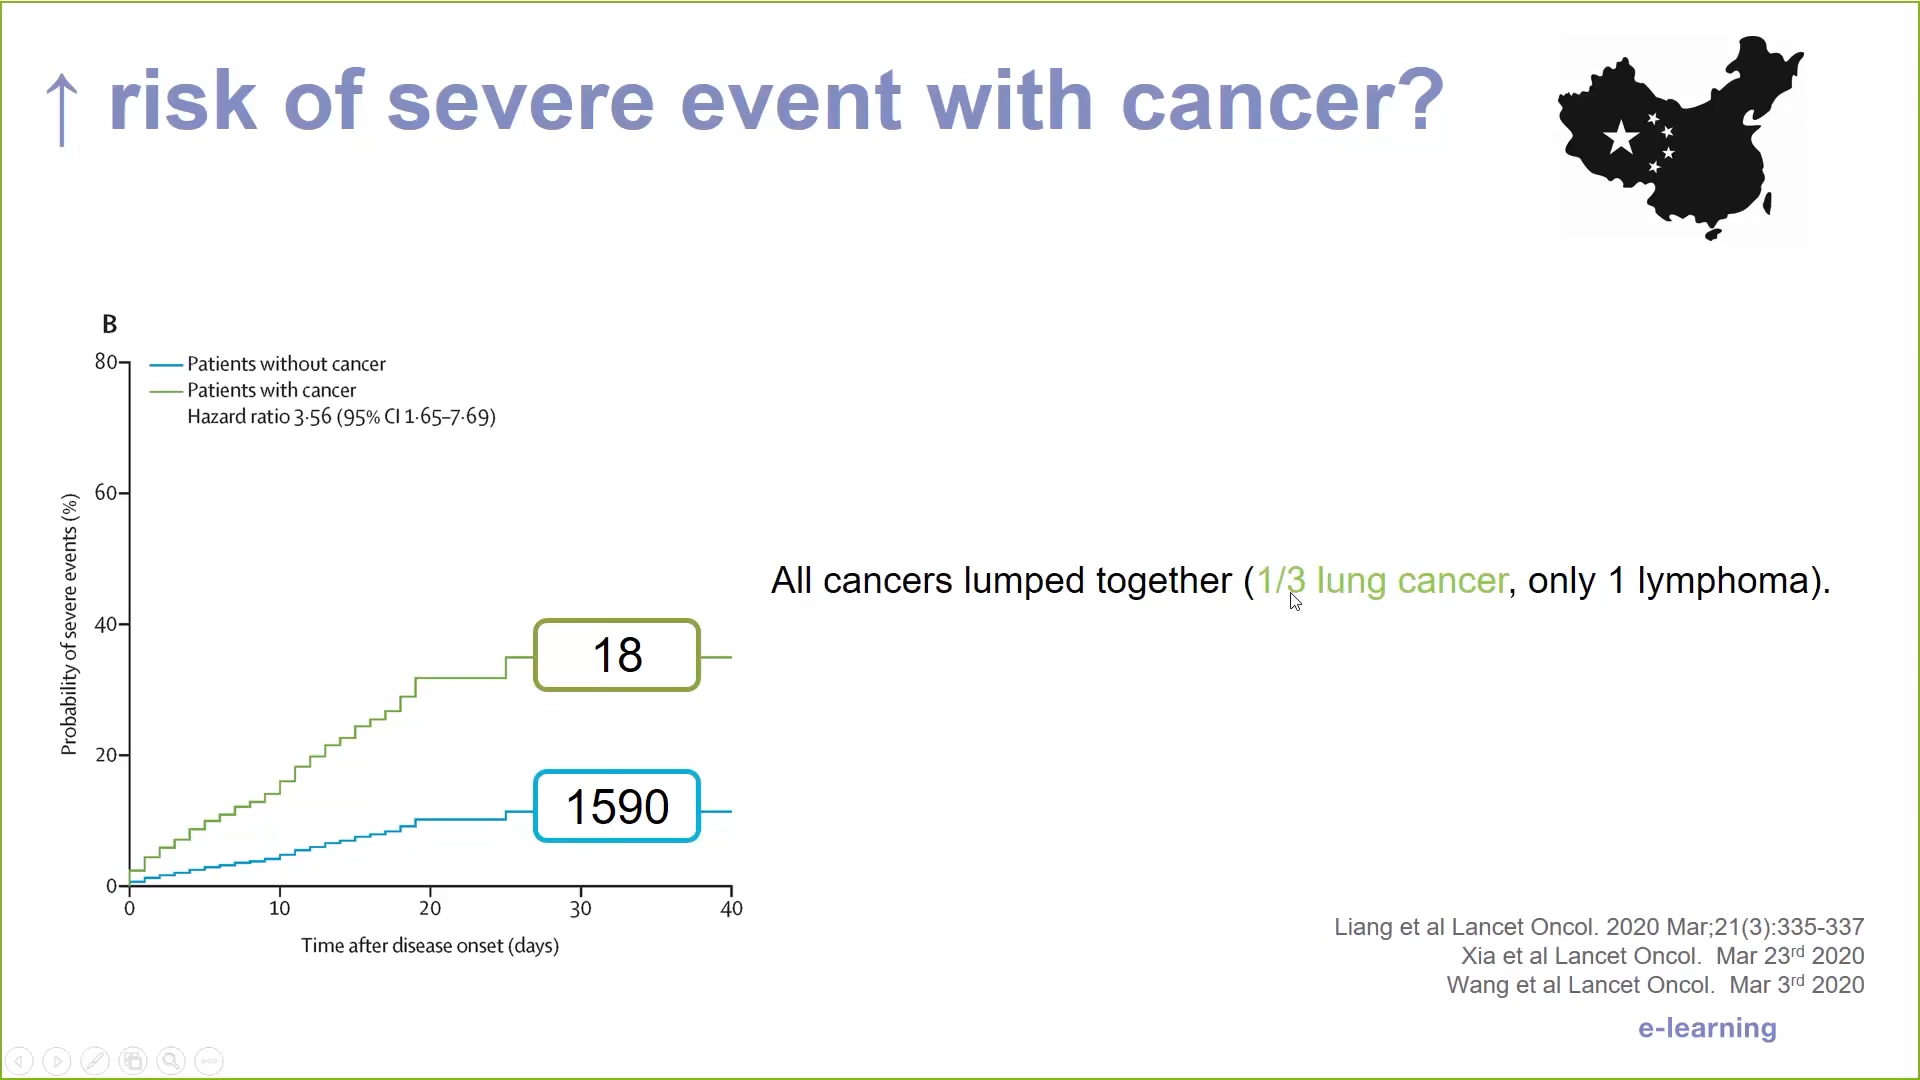 ↑ risk of severe event with cancer?
B
80
Patients without cancer
Patients with cancer
Hazard ratio 3·56 (95% CI 1·65–7·69)
60
40
20
0
Probability of severe events (%)
18
1590
0 10 20 30 40
Time after disease onset (days)
All cancers lumped together (1/3 lung cancer, only 1 lymphoma).
Liang et al Lancet Oncol. 2020 Mar;21(3):335-337
Xia et al Lancet Oncol. Mar 23rd 2020
Wang et al Lancet Oncol. Mar 3rd 2020
e-learning